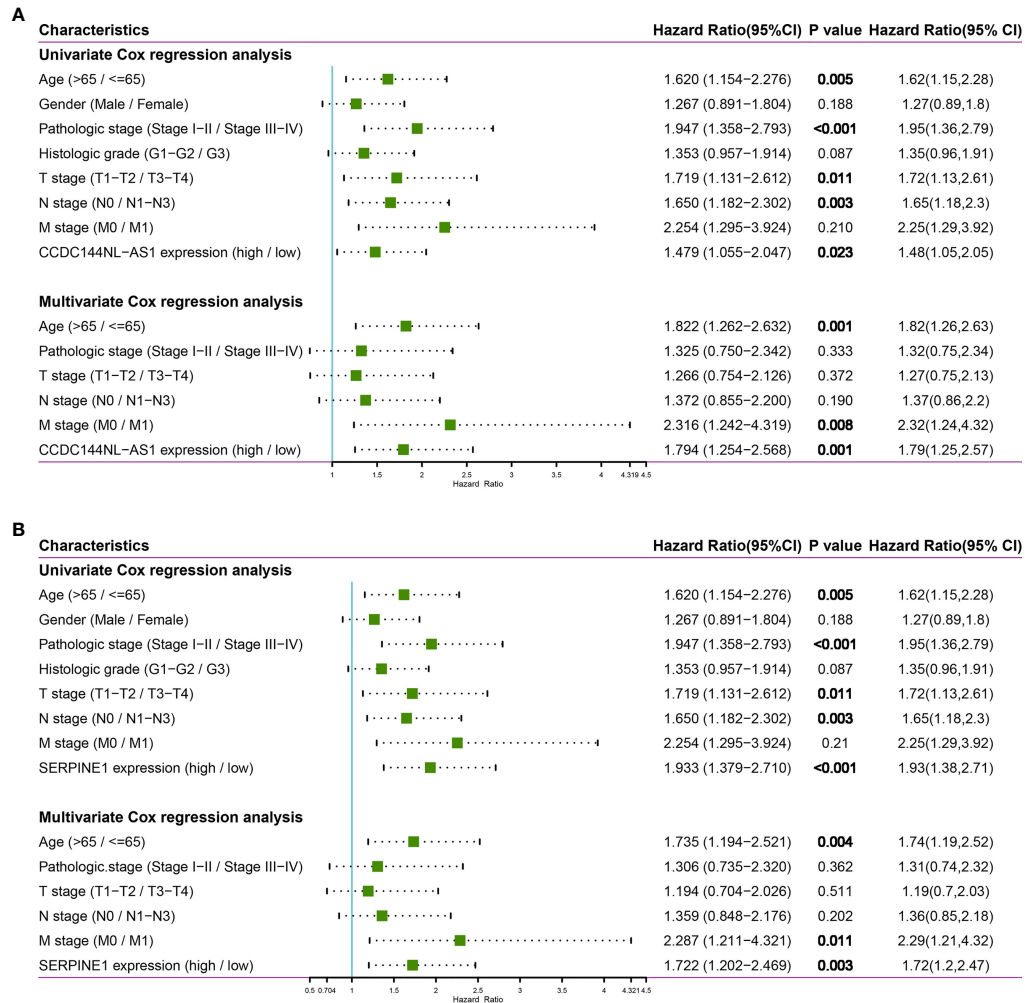 A
Characteristics Hazard Ratio(95%CI) P value Hazard Ratio(95% CI)
Univariate Cox regression analysis
Age (>65 / <=65) 1.620 (1.154−2.276) 0.005 1.62(1.15,2.28)
Gender (Male / Female) 1.267 (0.891−1.804) 0.188 1.27(0.89,1.8)
Pathologic stage (Stage I−II / Stage III−IV) 1.947 (1.358−2.793) <0.001 1.95(1.36,2.79)
Histologic grade (G1−G2 / G3) 1.353 (0.957−1.914) 0.087 1.35(0.96,1.91)
T stage (T1−T2 / T3−T4) 1.719 (1.131−2.612) 0.011 1.72(1.13,2.61)
N stage (N0 / N1−N3) 1.650 (1.182−2.302) 0.003 1.65(1.18,2.3)
M stage (M0 / M1) 2.254 (1.295−3.924) 0.210 2.25(1.29,3.92)
CCDC144NL−AS1 expression (high / low) 1.479 (1.055−2.047) 0.023 1.48(1.05,2.05)
Multivariate Cox regression analysis
Age (>65 / <=65) 1.822 (1.262−2.632) 0.001 1.82(1.26,2.63)
Pathologic stage (Stage I−II / Stage III−IV) 1.325 (0.750−2.342) 0.333 1.32(0.75,2.34)
T stage (T1−T2 / T3−T4) 1.266 (0.754−2.126) 0.372 1.27(0.75,2.13)
N stage (N0 / N1−N3) 1.372 (0.855−2.200) 0.190 1.37(0.86,2.2)
M stage (M0 / M1) 2.316 (1.242−4.319) 0.008 2.32(1.24,4.32)
CCDC144NL−AS1 expression (high / low) 1.794 (1.254−2.568) 0.001 1.79(1.25,2.57)
1 1.5 2 2.5 3 3.5 4 4.319 4.5
Hazard Ratio
B
Characteristics Hazard Ratio(95%CI) P value Hazard Ratio(95% CI)
Univariate Cox regression analysis
Age (>65 / <=65) 1.620 (1.154−2.276) 0.005 1.62(1.15,2.28)
Gender (Male / Female) 1.267 (0.891−1.804) 0.188 1.27(0.89,1.8)
Pathologic stage (Stage I−II / Stage III−IV) 1.947 (1.358−2.793) <0.001 1.95(1.36,2.79)
Histologic grade (G1−G2 / G3) 1.353 (0.957−1.914) 0.087 1.35(0.96,1.91)
T stage (T1−T2 / T3−T4) 1.719 (1.131−2.612) 0.011 1.72(1.13,2.61)
N stage (N0 / N1−N3) 1.650 (1.182−2.302) 0.003 1.65(1.18,2.3)
M stage (M0 / M1) 2.254 (1.295−3.924) 0.21 2.25(1.29,3.92)
SERPINE1 expression (high / low) 1.933 (1.379−2.710) <0.001 1.93(1.38,2.71)
Multivariate Cox regression analysis
Age (>65 / <=65) 1.735 (1.194−2.521) 0.004 1.74(1.19,2.52)
Pathologic.stage (Stage I−II / Stage III−IV) 1.306 (0.735−2.320) 0.362 1.31(0.74,2.32)
T stage (T1−T2 / T3−T4) 1.194 (0.704−2.026) 0.511 1.19(0.7,2.03)
N stage (N0 / N1−N3) 1.359 (0.848−2.176) 0.202 1.36(0.85,2.18)
M stage (M0 / M1) 2.287 (1.211−4.321) 0.011 2.29(1.21,4.32)
SERPINE1 expression (high / low) 1.722 (1.202−2.469) 0.003 1.72(1.2,2.47)
0.5 0.704 1 1.5 2 2.5 3 3.5 4 4.321 4.5
Hazard Ratio